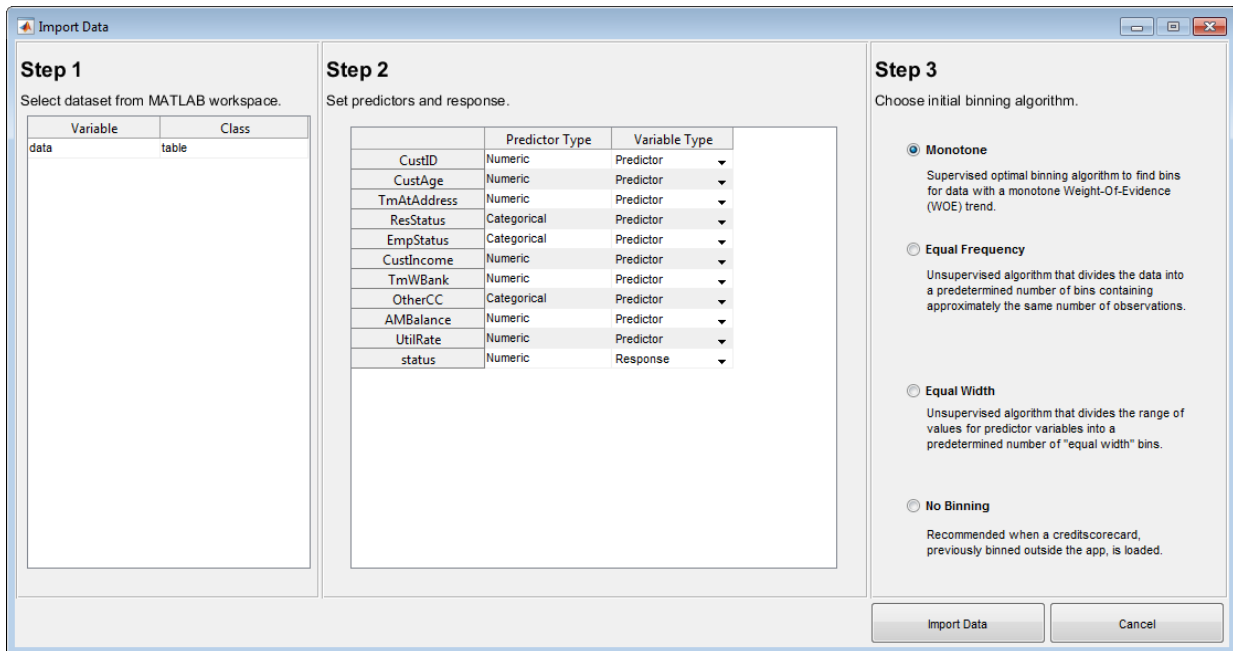 Import Data
Step 1
Select dataset from MATLAB workspace.
Variable Class
data table
Step 2
Set predictors and response.
Predictor Type Variable Type
CustID Numeric Predictor
CustAge Numeric Predictor
TmAtAddress Numeric Predictor
ResStatus Categorical Predictor
EmpStatus Categorical Predictor
CustIncome Numeric Predictor
TmWBank Numeric Predictor
OtherCC Categorical Predictor
AMBalance Numeric Predictor
UtilRate Numeric Predictor
status Numeric Response
Step 3
Choose initial binning algorithm.
Monotone
Supervised optimal binning algorithm to find bins
for data with a monotone Weight-Of-Evidence
(WOE) trend.
Equal Frequency
Unsupervised algorithm that divides the data into
a predetermined number of bins containing
approximately the same number of observations.
Equal Width
Unsupervised algorithm that divides the range of
values for predictor variables into a
predetermined number of "equal width" bins.
No Binning
Recommended when a creditscorecard,
previously binned outside the app, is loaded.
Import Data Cancel